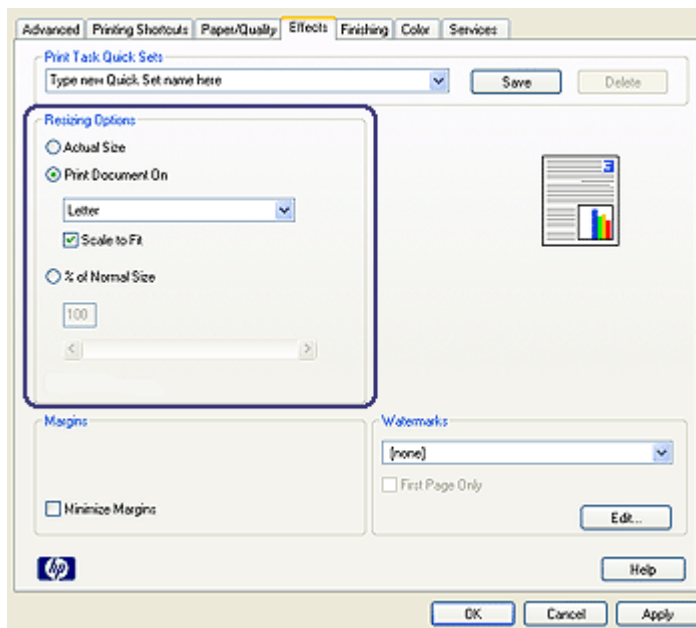 Advanced Printing Shortcuts Paper/Quality Effects Finishing Color Services
Print Task Quick Sets
Type new Quick Set name here Save Delete
Resizing Options
Actual Size
Print Document On
Letter
Scale to Fit
% of Normal Size
100
3
Margins
Minimize Margins
Watermarks
(none)
First Page Only
Edit...
hp
Help
OK Cancel Apply